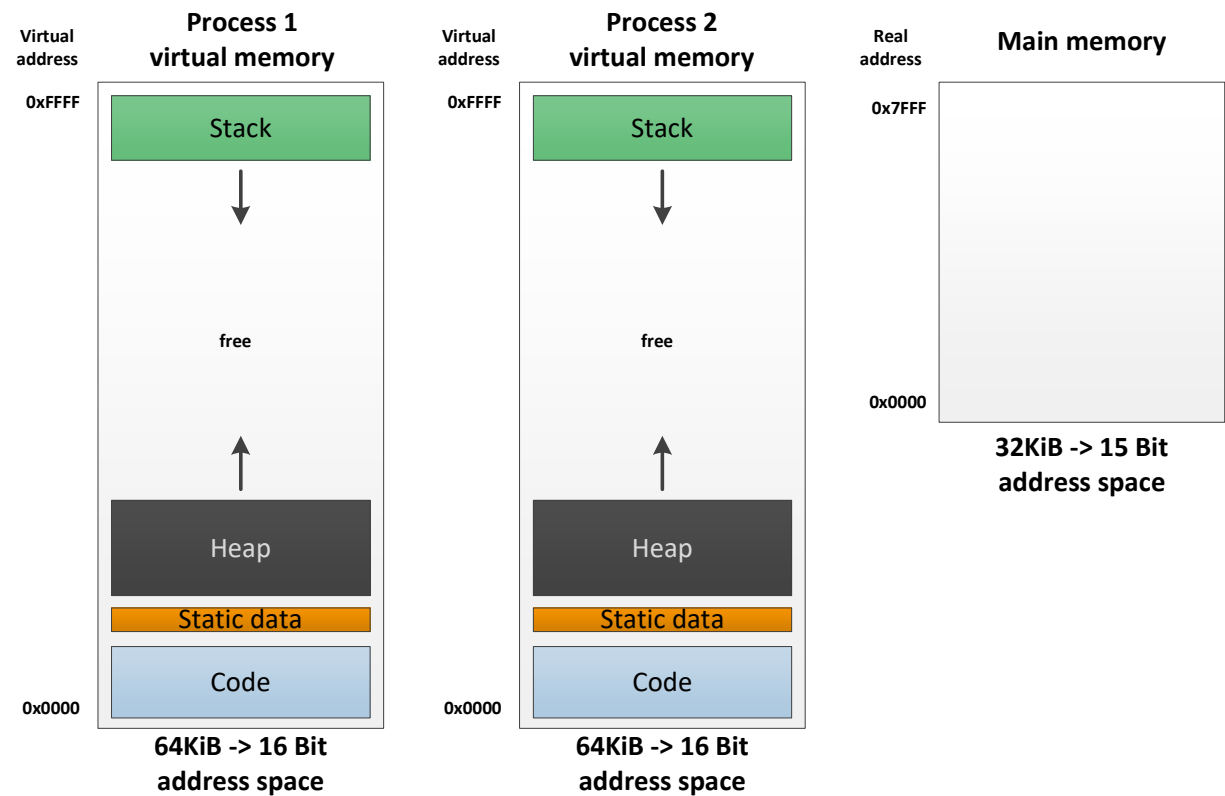 Virtual
address
Process 1
virtual memory
0xFFFF
Stack
free
Heap
Static data
Code
0x0000
64KiB -> 16 Bit
address space
Virtual
address
Process 2
virtual memory
0xFFFF
Stack
free
Heap
Static data
Code
0x0000
64KiB -> 16 Bit
address space
Real
address
Main memory
0x7FFF
0x0000
32KiB -> 15 Bit
address space